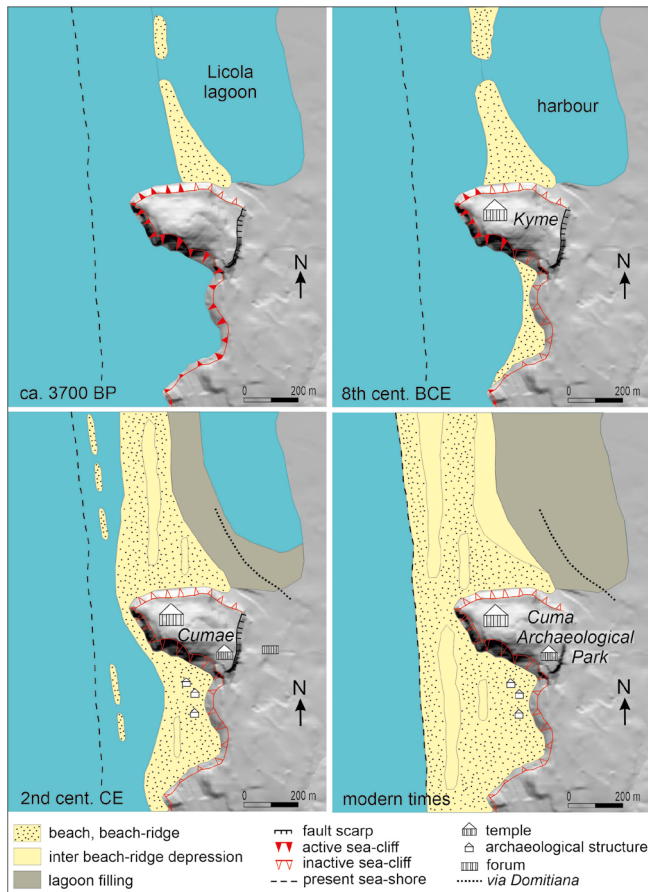 Licola
lagoon
N
ca. 3700 BP
0 200 m
harbour
Kyme
N
8th cent. BCE
0 200 m
Cumae
N
2nd cent. CE
0 200 m
Cuma
Archaeological
Park
N
modern times
0 200 m
beach, beach-ridge
inter beach-ridge depression
lagoon filling
fault scarp
active sea-cliff
inactive sea-cliff
present sea-shore
temple
archaeological structure
forum
via Domitiana